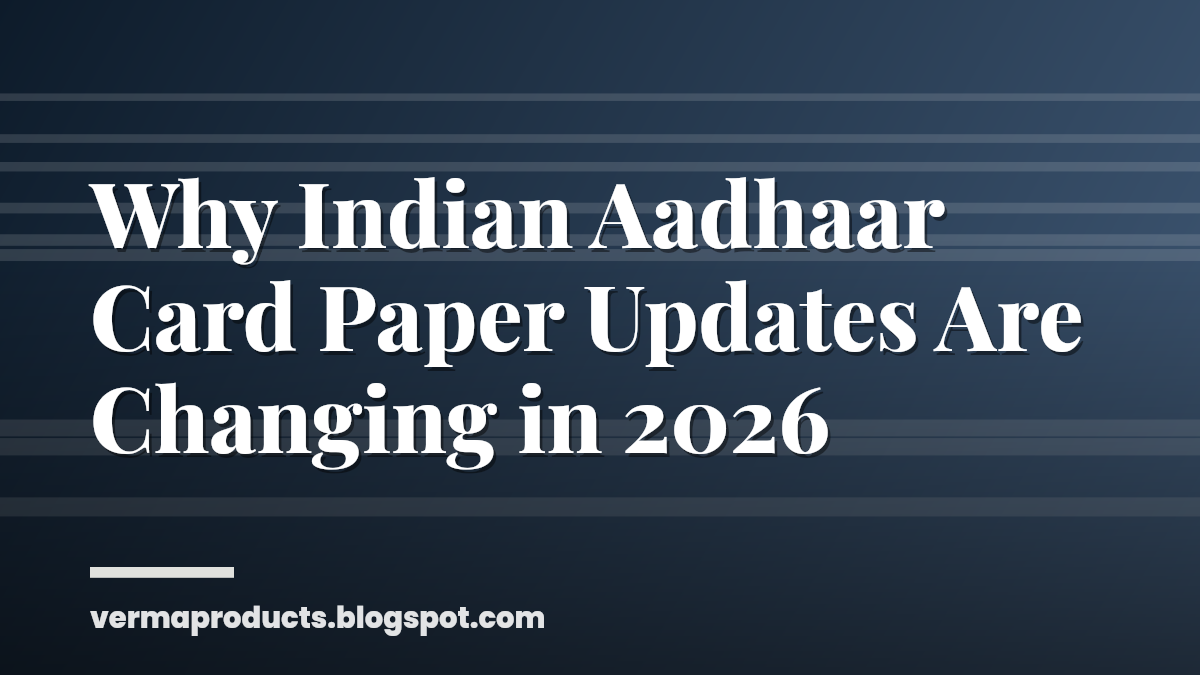 Why Indian Aadhaar
Card Paper Updates Are
Changing in 2026
vermaproducts.blogspot.com